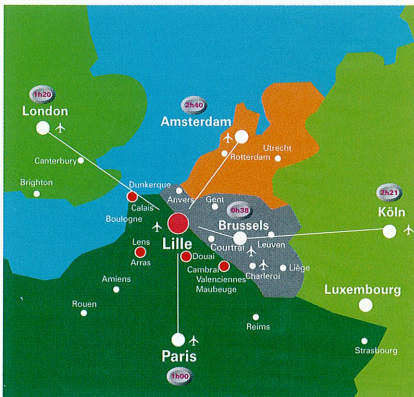 1h20
London
Canterbury
Brighton
2h40
Amsterdam
Utrecht
Rotterdam
Dunkerque
Calais
Boulogne
Anvers
Gent
0h38
Brussels
2h21
Köln
Lille
Courtrai
Leuven
Lens
Arras
Douai
Cambrai
Valenciennes
Maubeuge
Charleroi
Liège
Amiens
Rouen
Luxembourg
Reims
Strasbourg
Paris
1h00